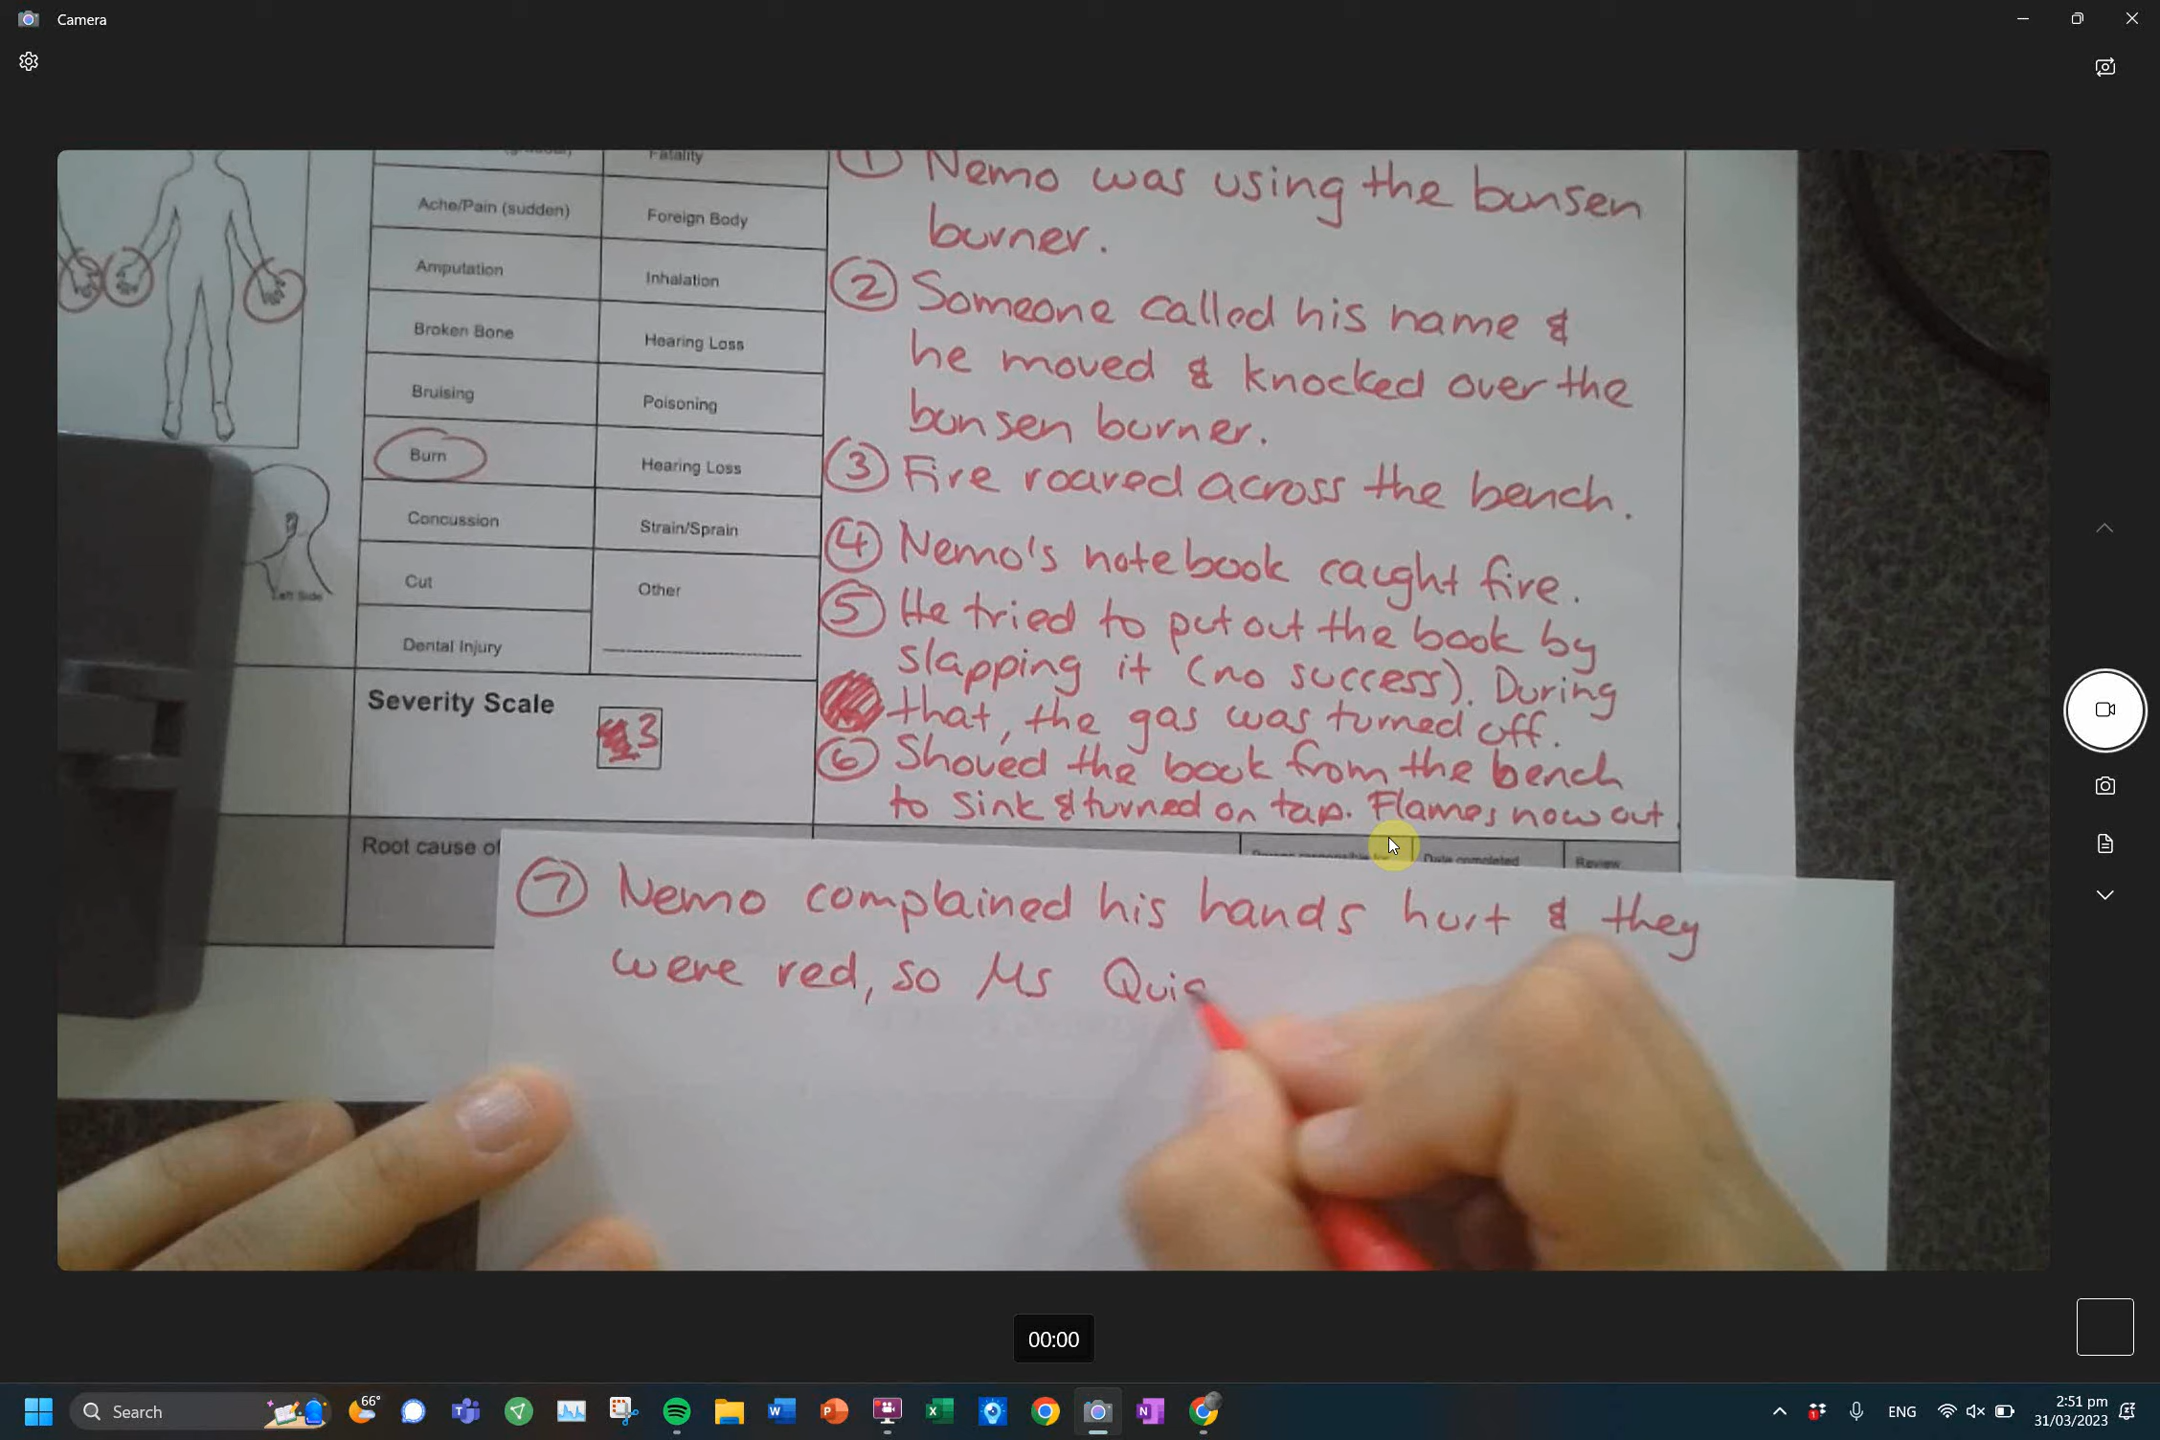 Camera
Fatality
Ache/Pain (sudden)
Foreign Body
Amputation
Inhalation
Broken Bone
Hearing Loss
Bruising
Poisoning
Burn
Hearing Loss
Concussion
Strain/Sprain
Cut
Other
Dental Injury
Left Side
Severity Scale
3
Root cause of
Date completed
Review
① Nemo was using the bunsen
burner.
② Someone called his name &
he moved & knocked over the
bunsen burner.
③ Fire roared across the bench.
④ Nemo's notebook caught fire.
⑤ He tried to put out the book by
slapping it (no success). During
that, the gas was turned off.
⑥ Shoved the book from the bench
to sink & turned on tap. Flames now out.
⑦ Nemo complained his hands hurt & they
were red, so Ms
00:00
Search
66°
ENG
2:51 pm
31/03/2023